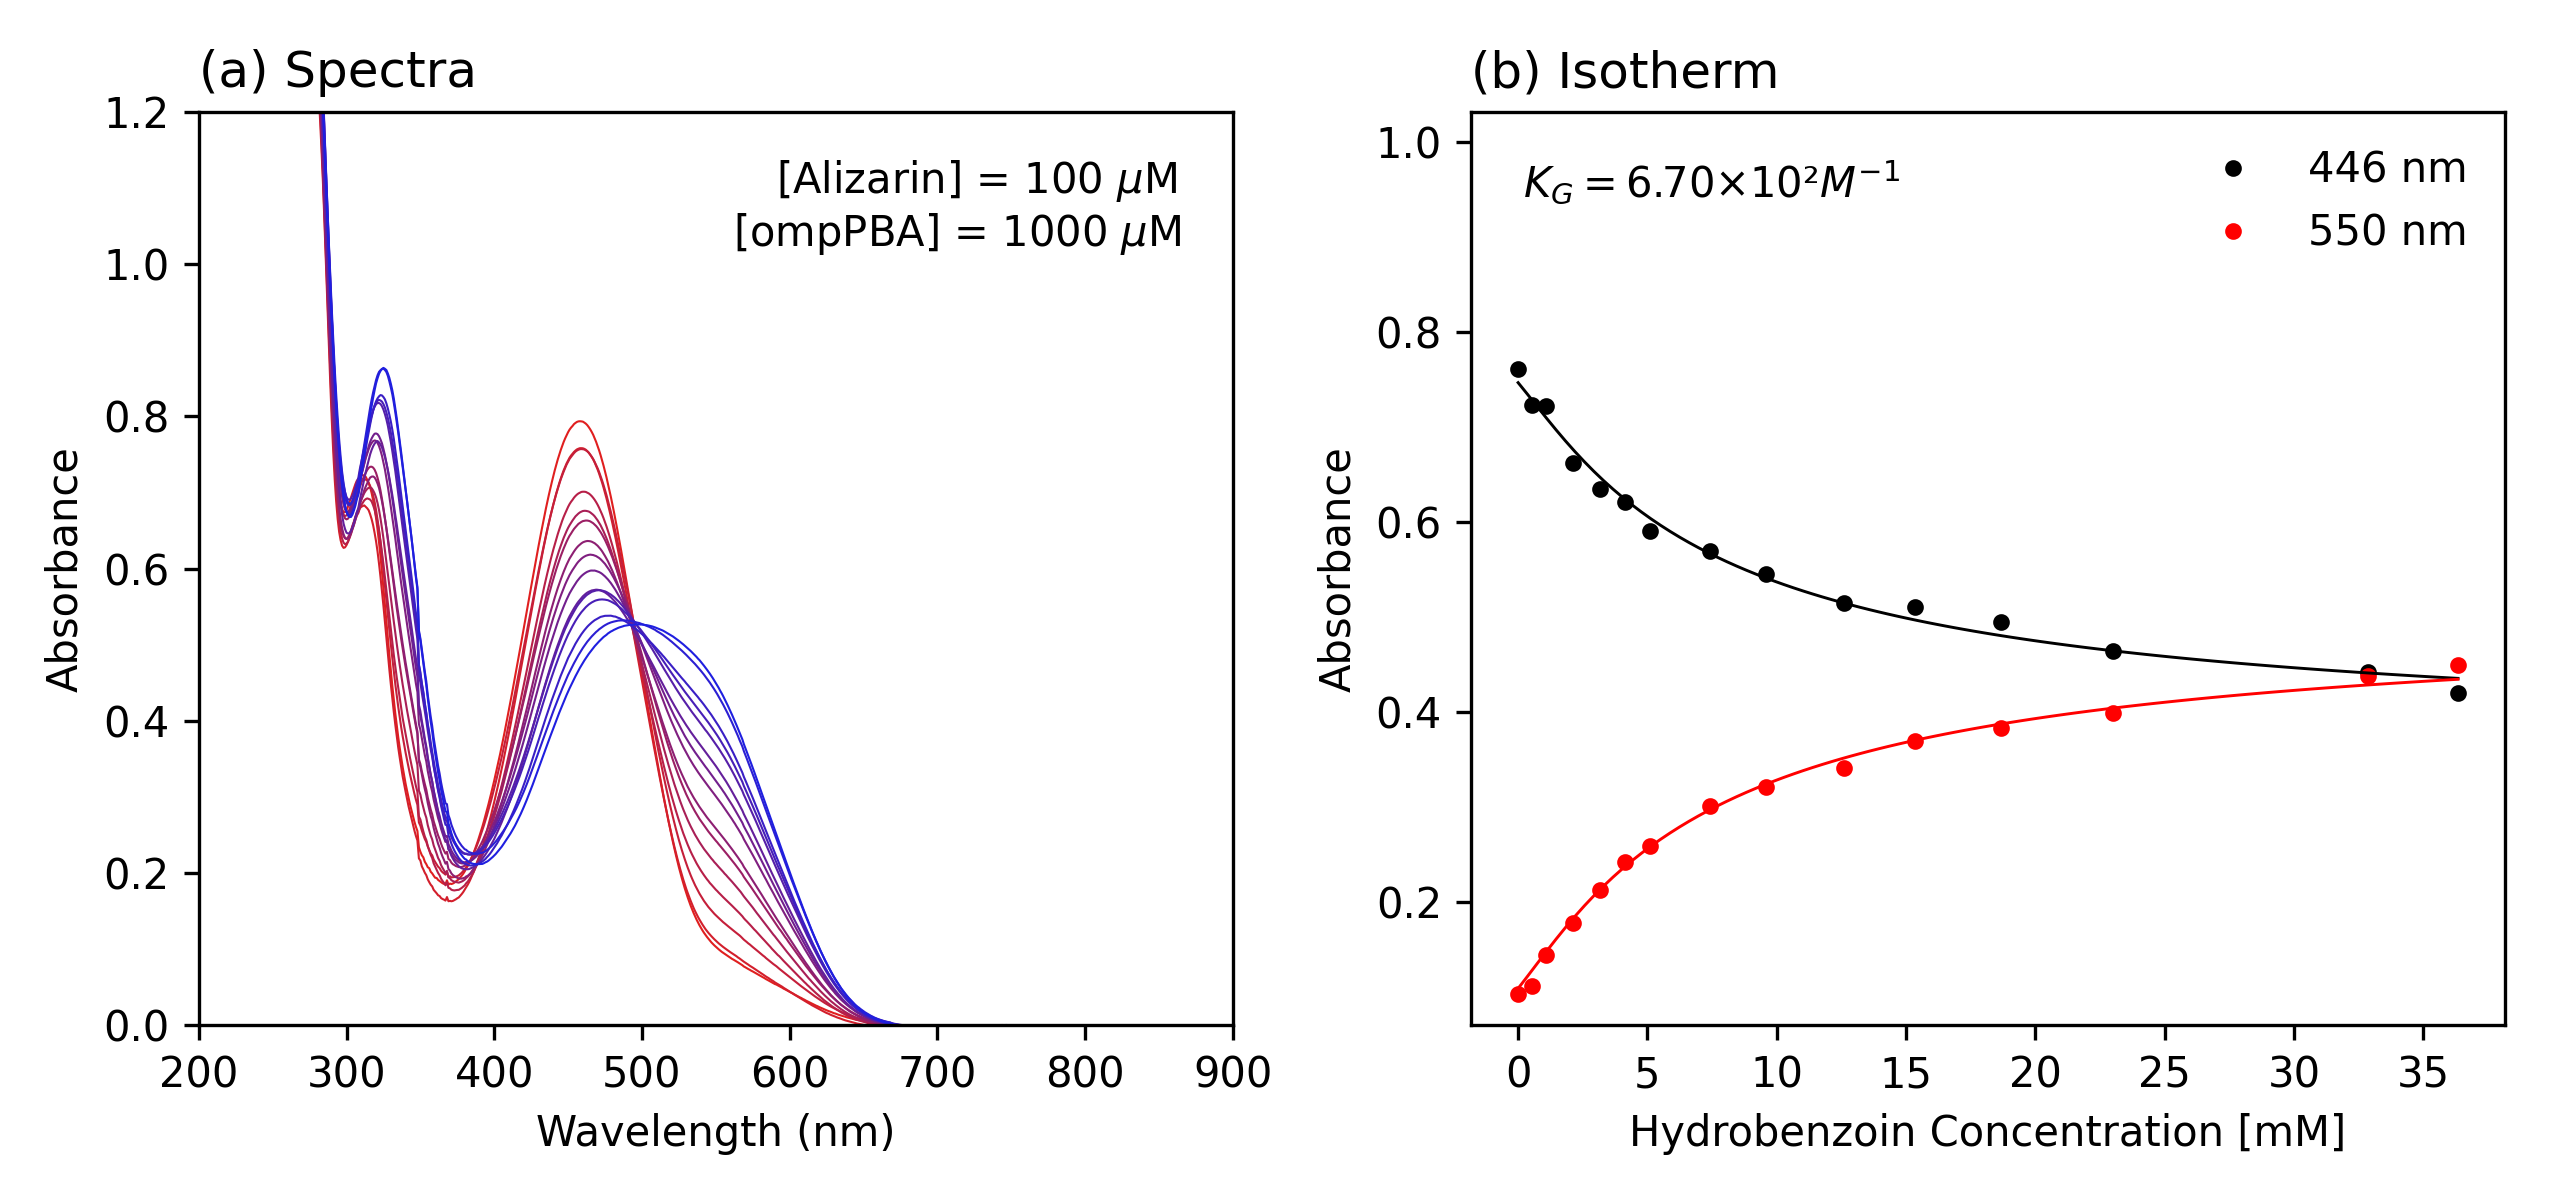 (a) Spectra
[Alizarin] = 100 μM
[ompPBA] = 1000 μM
Absorbance
1.2
1.0
0.8
0.6
0.4
0.2
0.0
200 300 400 500 600 700 800 900
Wavelength (nm)
(b) Isotherm
K_G = 6.70×10²M⁻¹
446 nm
550 nm
Absorbance
1.0
0.8
0.6
0.4
0.2
0 5 10 15 20 25 30 35
Hydrobenzoin Concentration [mM]